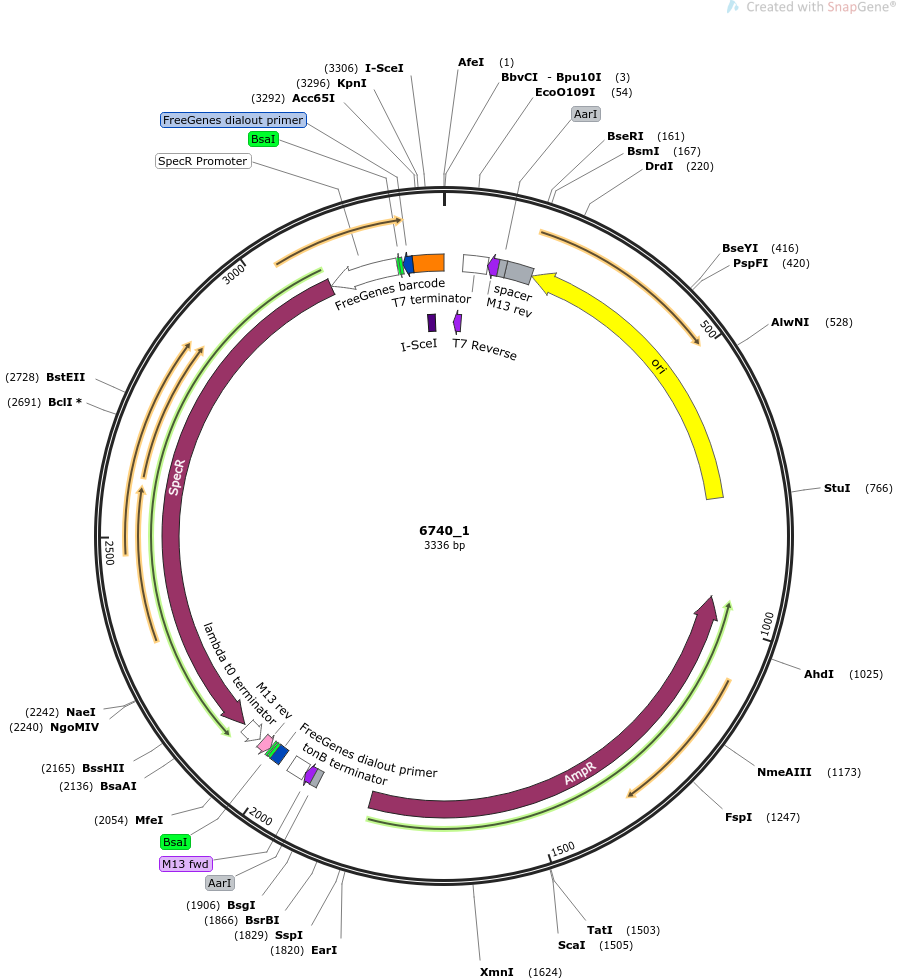 Created with SnapGene®
(3306) I-SceI
(3296) KpnI
(3292) Acc65I
FreeGenes dialout primer
BsaI
SpecR Promoter
AfeI (1)
BbvCI - Bpu10I (3)
EcoO109I (54)
AarI
BseRI (161)
BsmI (167)
DrdI (220)
BseYI (416)
PspFI (420)
AlwNI (528)
StuI (766)
AhdI (1025)
NmeAIII (1173)
FspI (1247)
TatI (1503)
ScaI (1505)
XmnI (1624)
(2728) BstEII
(2691) BclI *
(2242) NaeI
(2240) NgoMIV
(2165) BssHII
(2136) BsaAI
(2054) MfeI
BsaI
M13 fwd
AarI
(1906) BsgI
(1866) BsrBI
(1829) SspI
(1820) EarI
3000
500
1000
1500
2000
2500
FreeGenes barcode
T7 terminator
spacer
M13 rev
I-SceI
T7 Reverse
ori
SpecR
6740_1
3336 bp
lambda t0 terminator
M13 rev
FreeGenes dialout primer
tonB terminator
AmpR